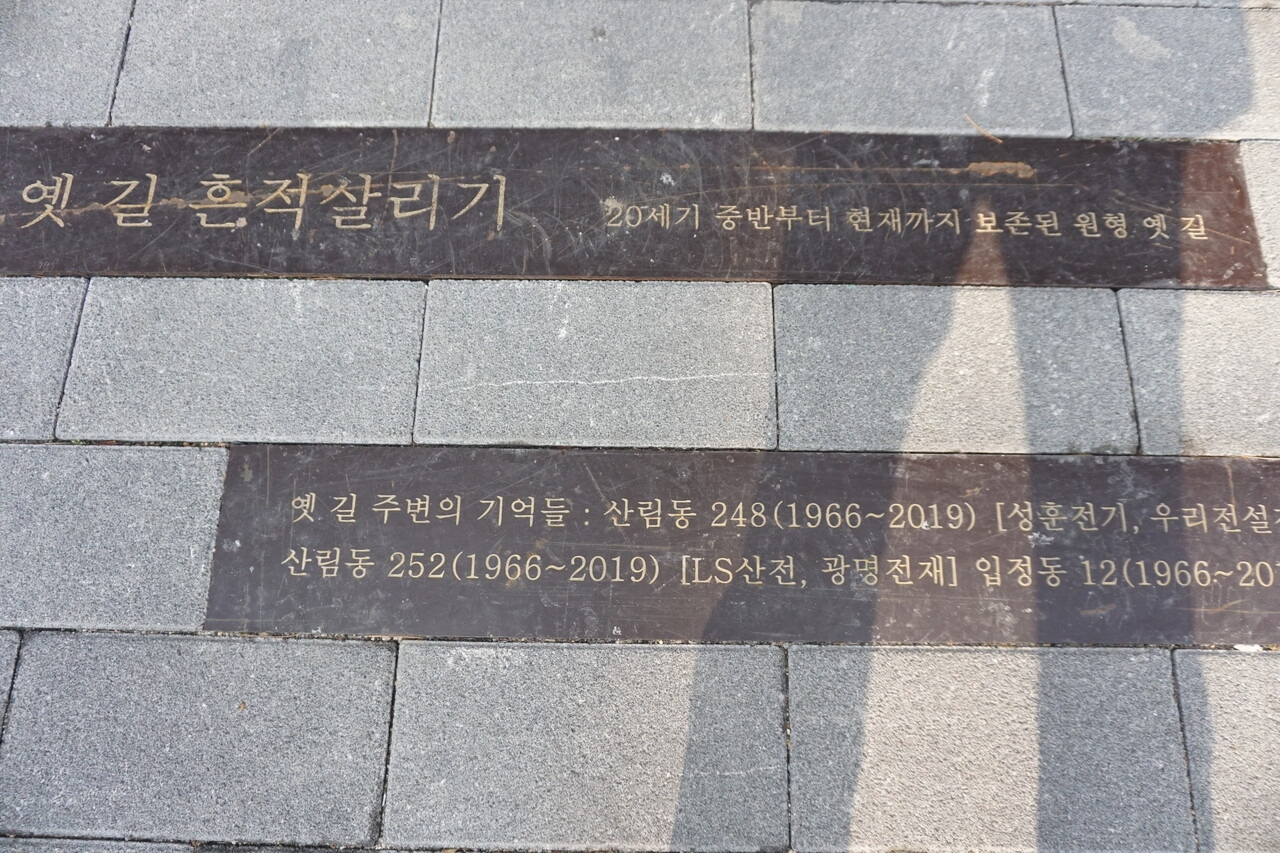 옛 길 흔적살리기 20세기 중반부터 현재까지 보존된 원형 옛 길
옛 길 주변의 기억들 : 산림동 248(1966~2019) [성훈전기, 우리전설
산림동 252(1966~2019) [LS산전, 광명전재] 입정동 12(1966~201